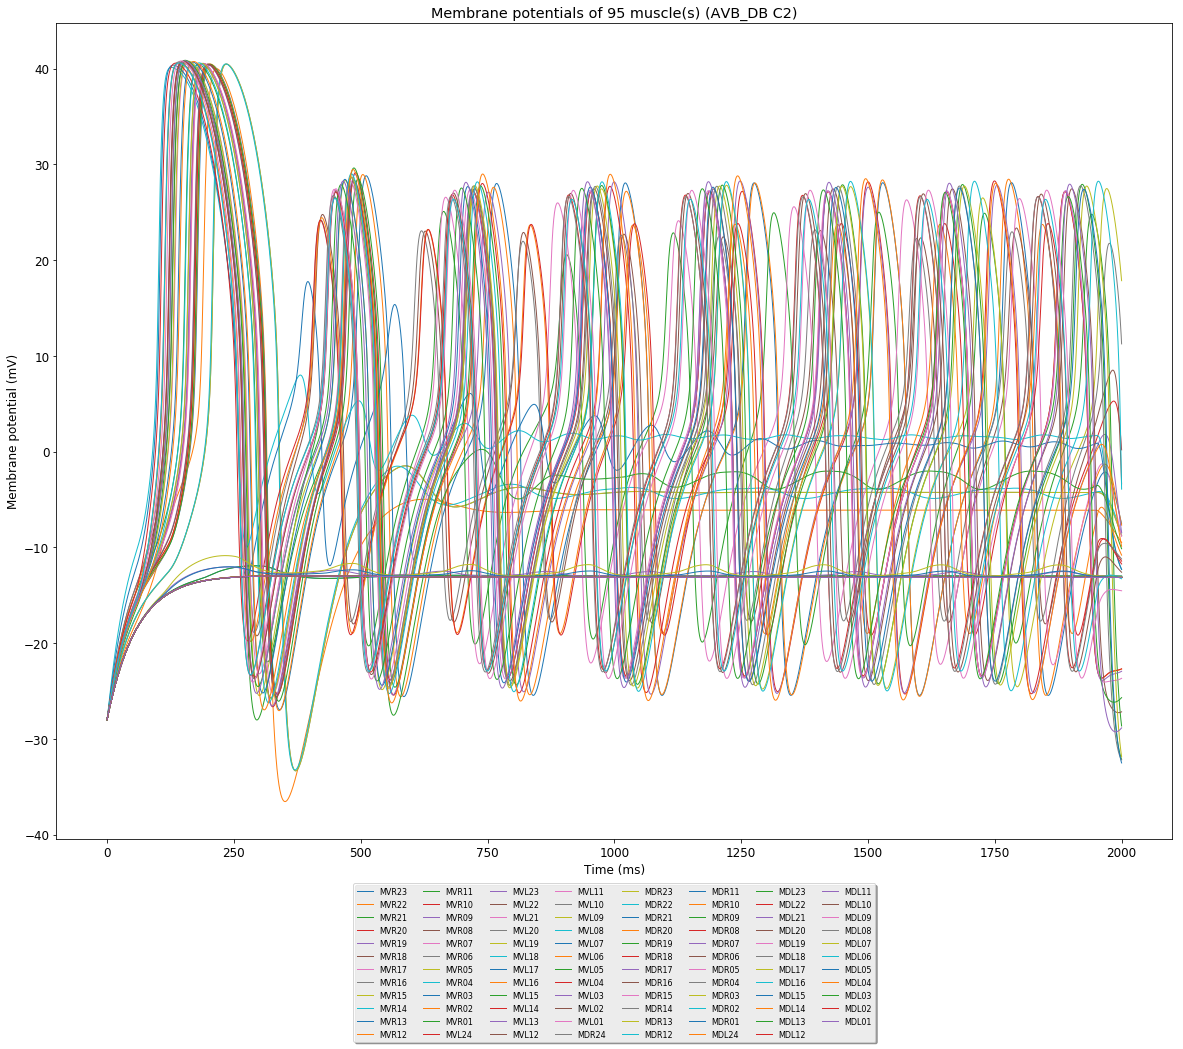 Membrane potentials of 95 muscle(s) (AVB_DB C2)
40
30
20
10
0
−10
−20
−30
−40
Membrane potential (mV)
0 250 500 750 1000 1250 1500 1750 2000
Time (ms)
MVR23 MVR11 MVL23 MVL11 MDR23 MDR11 MDL23 MDL11
MVR22 MVR10 MVL22 MVL10 MDR22 MDR10 MDL22 MDL10
MVR21 MVR09 MVL21 MVL09 MDR21 MDR09 MDL21 MDL09
MVR20 MVR08 MVL20 MVL08 MDR20 MDR08 MDL20 MDL08
MVR19 MVR07 MVL19 MVL07 MDR19 MDR07 MDL19 MDL07
MVR18 MVR06 MVL18 MVL06 MDR18 MDR06 MDL18 MDL06
MVR17 MVR05 MVL17 MVL05 MDR17 MDR05 MDL17 MDL05
MVR16 MVR04 MVL16 MVL04 MDR16 MDR04 MDL16 MDL04
MVR15 MVR03 MVL15 MVL03 MDR15 MDR03 MDL15 MDL03
MVR14 MVR02 MVL14 MVL02 MDR14 MDR02 MDL14 MDL02
MVR13 MVR01 MVL13 MVL01 MDR13 MDR01 MDL13 MDL01
MVR12 MVL24 MVL12 MDR24 MDR12 MDL24 MDL12